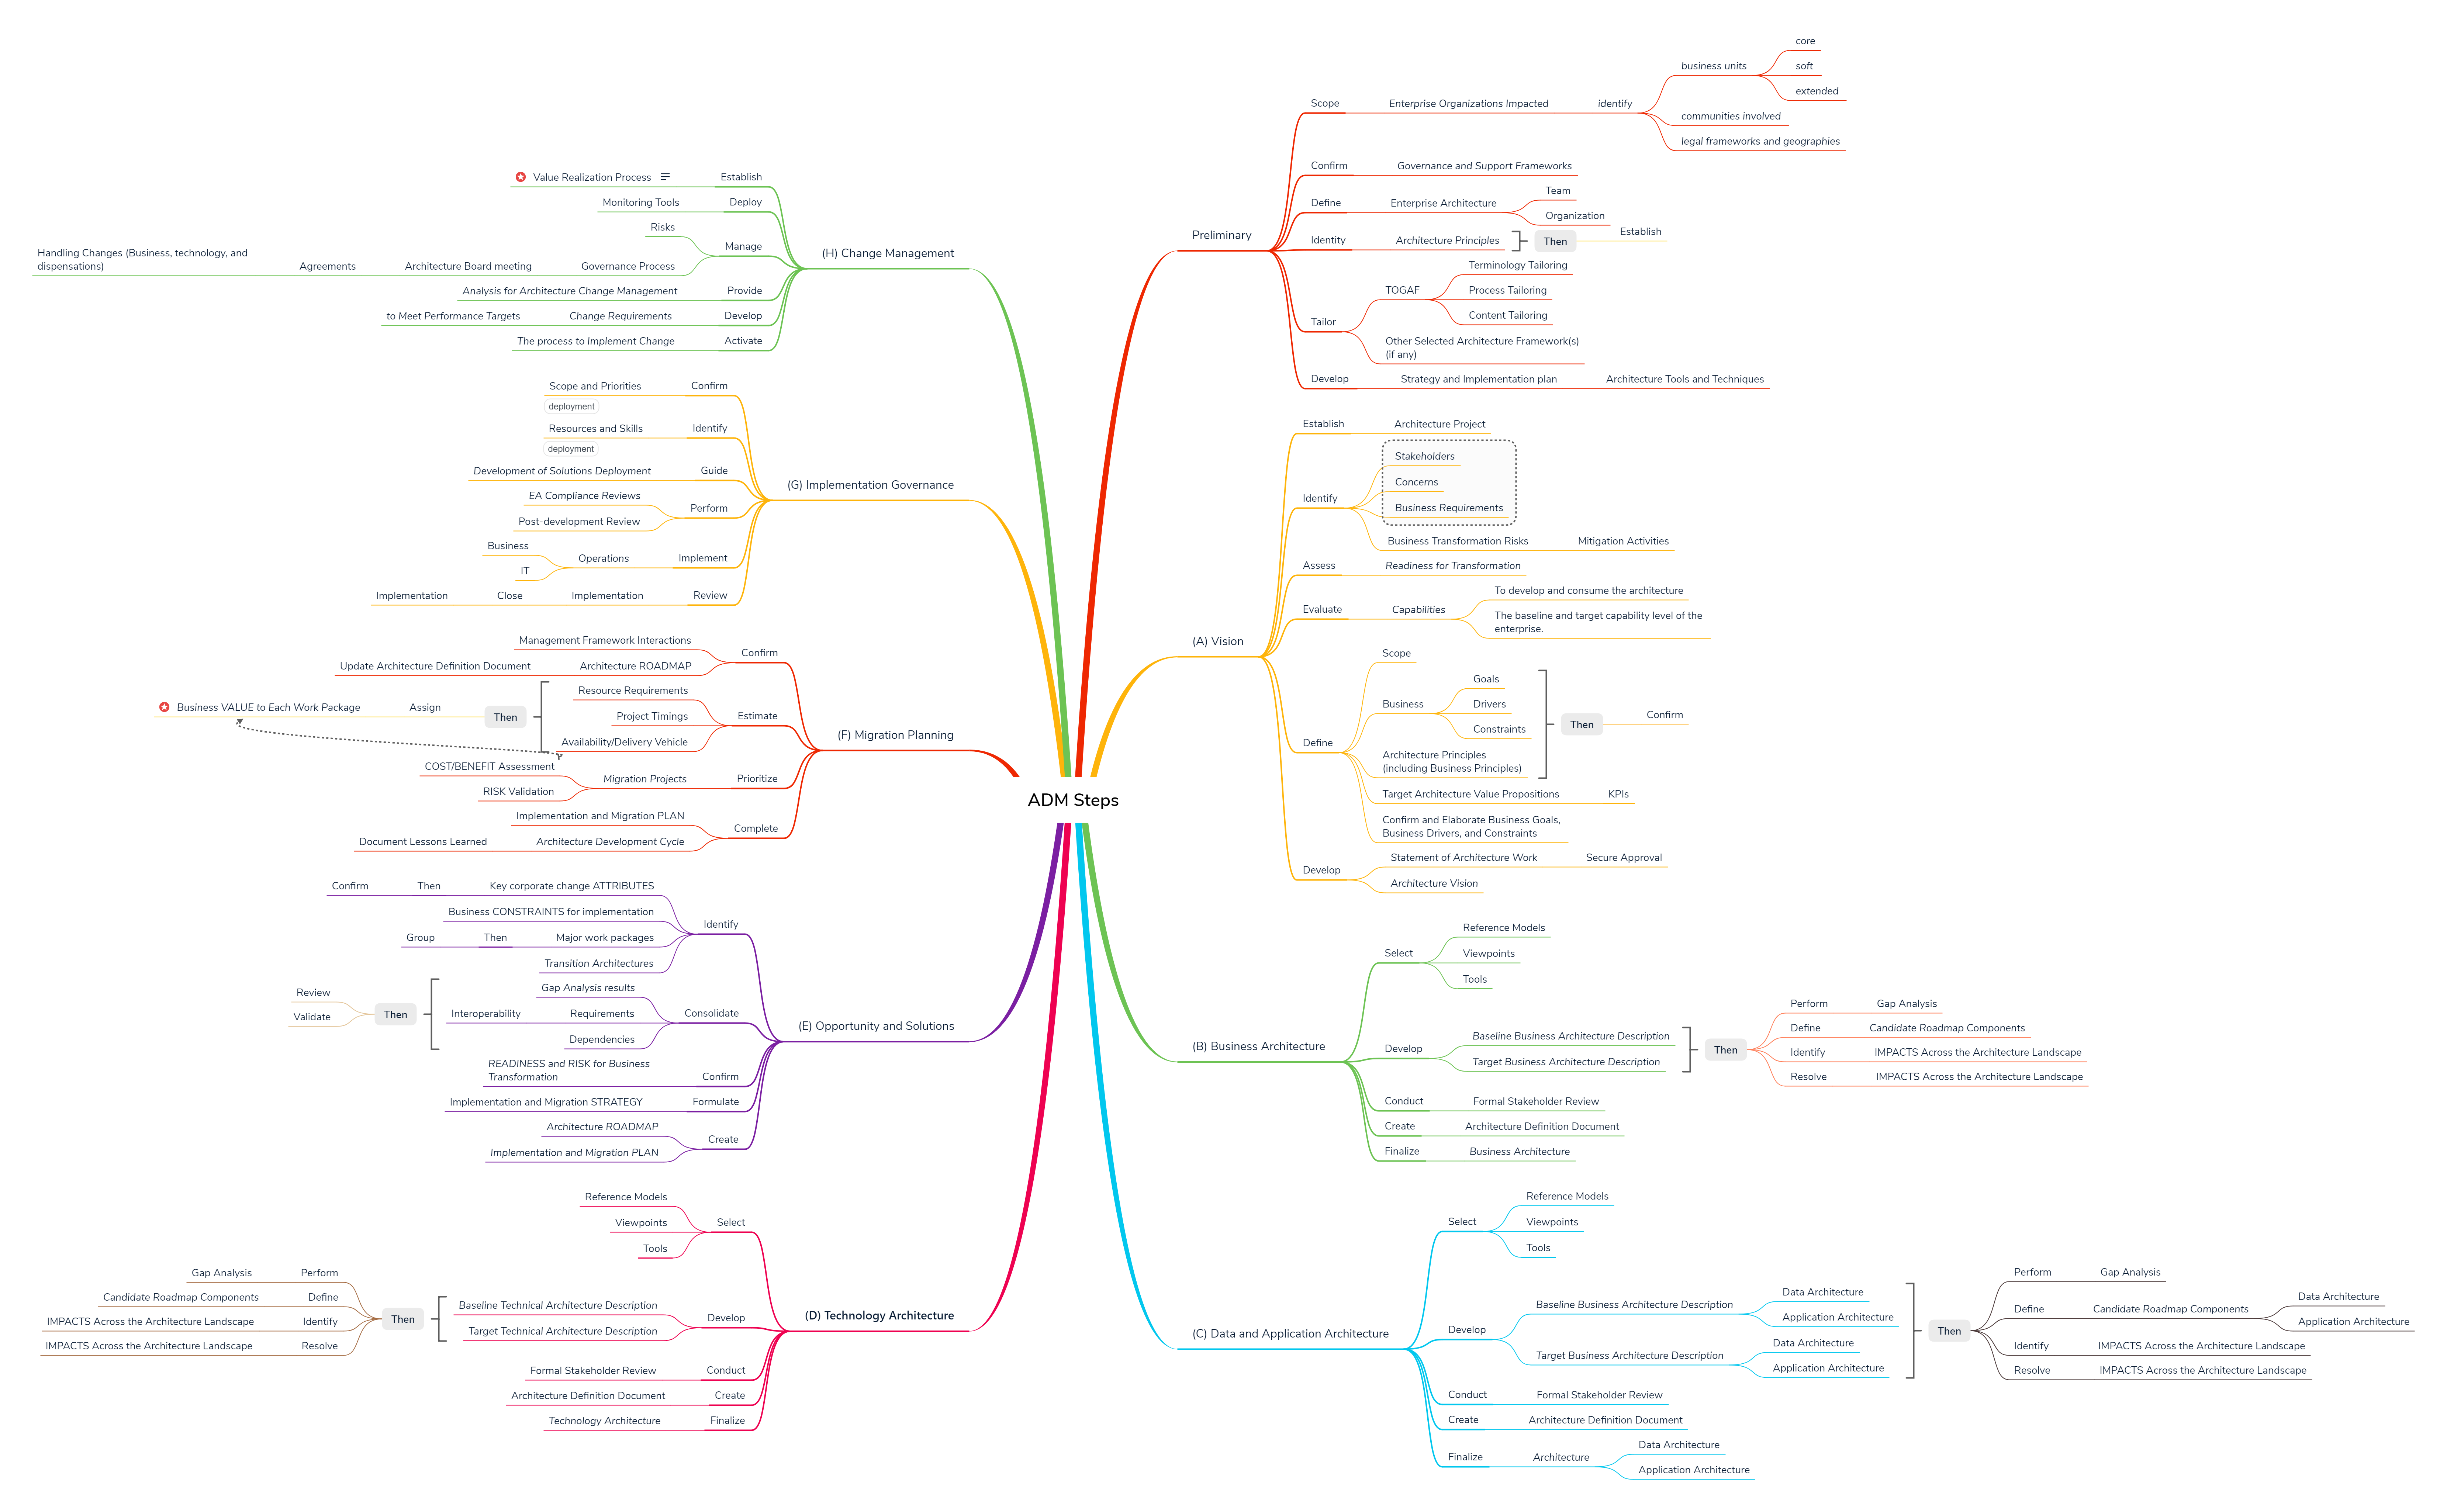 ADM Steps
Preliminary
Scope
Enterprise Organizations Impacted
identify
business units
core
soft
extended
communities involved
legal frameworks and geographies
Confirm
Governance and Support Frameworks
Define
Enterprise Architecture
Team
Organization
Identity
Architecture Principles
Then
Establish
Tailor
TOGAF
Terminology Tailoring
Process Tailoring
Content Tailoring
Other Selected Architecture Framework(s)
(if any)
Develop
Strategy and Implementation plan
Architecture Tools and Techniques
(A) Vision
Establish
Architecture Project
Identify
Stakeholders
Concerns
Business Requirements
Business Transformation Risks
Mitigation Activities
Assess
Readiness for Transformation
Evaluate
Capabilities
To develop and consume the architecture
The baseline and target capability level of the
enterprise.
Define
Scope
Business
Goals
Drivers
Constraints
Architecture Principles
(including Business Principles)
Then
Confirm
Target Architecture Value Propositions
KPIs
Confirm and Elaborate Business Goals,
Business Drivers, and Constraints
Develop
Statement of Architecture Work
Secure Approval
Architecture Vision
(B) Business Architecture
Select
Reference Models
Viewpoints
Tools
Develop
Baseline Business Architecture Description
Target Business Architecture Description
Then
Perform
Gap Analysis
Define
Candidate Roadmap Components
Identify
IMPACTS Across the Architecture Landscape
Resolve
IMPACTS Across the Architecture Landscape
Conduct
Formal Stakeholder Review
Create
Architecture Definition Document
Finalize
Business Architecture
(C) Data and Application Architecture
Select
Reference Models
Viewpoints
Tools
Develop
Baseline Business Architecture Description
Data Architecture
Application Architecture
Target Business Architecture Description
Data Architecture
Application Architecture
Then
Perform
Gap Analysis
Define
Candidate Roadmap Components
Data Architecture
Application Architecture
Identify
IMPACTS Across the Architecture Landscape
Resolve
IMPACTS Across the Architecture Landscape
Conduct
Formal Stakeholder Review
Create
Architecture Definition Document
Finalize
Architecture
Data Architecture
Application Architecture
(D) Technology Architecture
Select
Reference Models
Viewpoints
Tools
Develop
Baseline Technical Architecture Description
Target Technical Architecture Description
Then
Perform
Gap Analysis
Define
Candidate Roadmap Components
Identify
IMPACTS Across the Architecture Landscape
Resolve
IMPACTS Across the Architecture Landscape
Conduct
Formal Stakeholder Review
Create
Architecture Definition Document
Finalize
Technology Architecture
(E) Opportunity and Solutions
Identify
Key corporate change ATTRIBUTES
Then
Confirm
Business CONSTRAINTS for implementation
Major work packages
Then
Group
Transition Architectures
Consolidate
Gap Analysis results
Requirements
Interoperability
Dependencies
Then
Review
Validate
Confirm
READINESS and RISK for Business
Transformation
Formulate
Implementation and Migration STRATEGY
Create
Architecture ROADMAP
Implementation and Migration PLAN
(F) Migration Planning
Confirm
Management Framework Interactions
Architecture ROADMAP
Update Architecture Definition Document
Estimate
Resource Requirements
Project Timings
Availability/Delivery Vehicle
Then
Assign
Business VALUE to Each Work Package
Prioritize
Migration Projects
COST/BENEFIT Assessment
RISK Validation
Complete
Implementation and Migration PLAN
Architecture Development Cycle
Document Lessons Learned
(G) Implementation Governance
Confirm
Scope and Priorities
deployment
Identify
Resources and Skills
deployment
Guide
Development of Solutions Deployment
Perform
EA Compliance Reviews
Post-development Review
Implement
Operations
Business
IT
Review
Implementation
Close
Implementation
(H) Change Management
Establish
Value Realization Process
Deploy
Monitoring Tools
Manage
Risks
Governance Process
Architecture Board meeting
Agreements
Handling Changes (Business, technology, and
dispensations)
Provide
Analysis for Architecture Change Management
Develop
Change Requirements
to Meet Performance Targets
Activate
The process to Implement Change